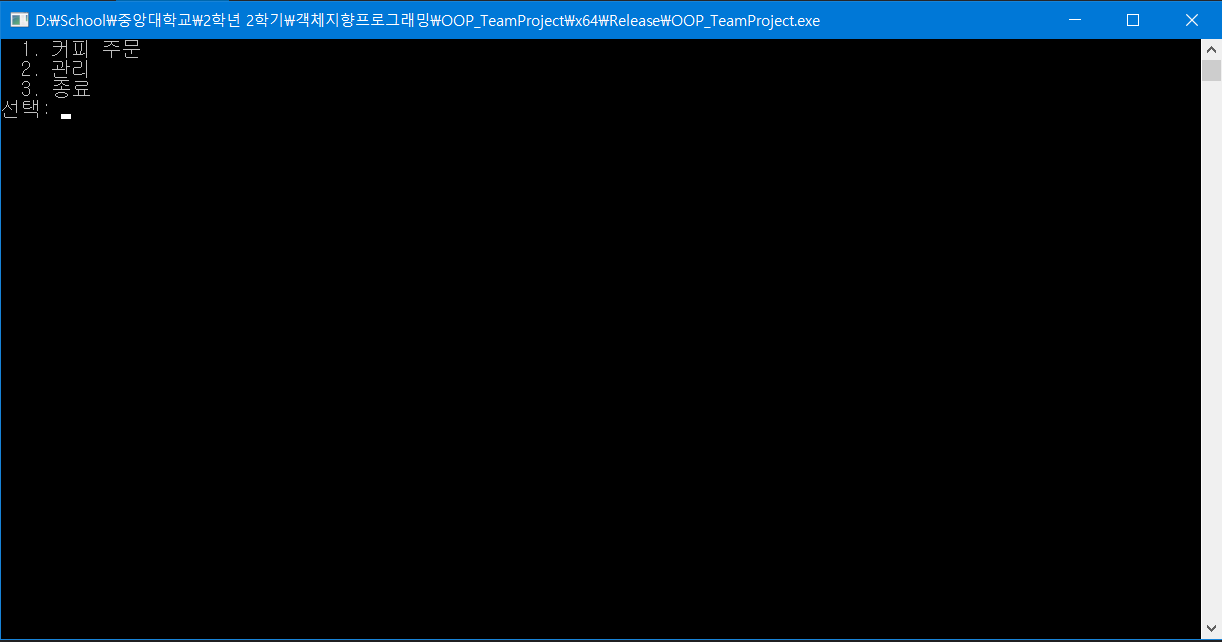 D:₩School₩중앙대학교₩2학년 2학기₩객체지향프로그래밍₩OOP_TeamProject₩x64₩Release₩OOP_TeamProject.exe
1. 커피 주문
2. 관리
3. 종료
선택: